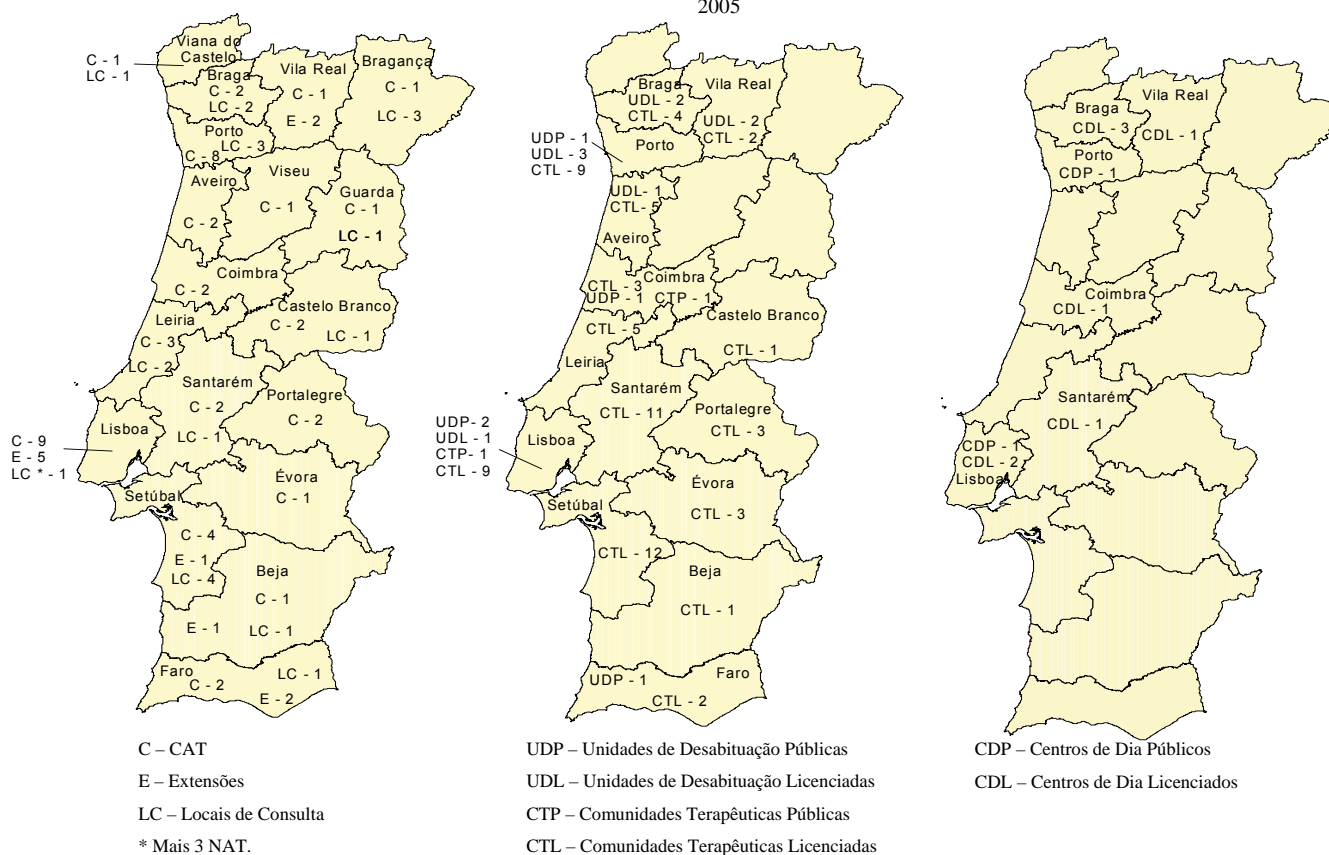 2005
Viana do
Castelo
C - 1
LC - 1
Braga
C - 2
LC - 2
Vila Real
C - 1
E - 2
Bragança
C - 1
LC - 3
Porto
LC - 3
C - 8
Aveiro
C - 2
Viseu
C - 1
Guarda
C - 1
LC - 1
Coimbra
C - 2
Castelo Branco
C - 2
LC - 1
Leiria
C - 3
LC - 2
Santarém
C - 2
LC - 1
Portalegre
C - 2
Lisboa
C - 9
E - 5
LC * - 1
Setúbal
C - 4
E - 1
LC - 4
Évora
C - 1
Beja
C - 1
E - 1
LC - 1
Faro
C - 2
LC - 1
E - 2
C – CAT
E – Extensões
LC – Locais de Consulta
* Mais 3 NAT.
Braga
UDL - 2
CTL - 4
Vila Real
UDL - 2
CTL - 2
Porto
UDP - 1
UDL - 3
CTL - 9
UDL- 1
CTL- 5
Aveiro
Coimbra
CTL - 3
UDP - 1
CTP - 1
Castelo Branco
CTL - 1
CTL - 5
Leiria
Santarém
CTL - 11
Portalegre
CTL - 3
UDP- 2
UDL - 1
CTP- 1
CTL - 9
Lisboa
Setúbal
CTL - 12
Évora
CTL - 3
Beja
CTL - 1
UDP - 1
Faro
CTL - 2
UDP – Unidades de Desabituação Públicas
UDL – Unidades de Desabituação Licenciadas
CTP – Comunidades Terapêuticas Públicas
CTL – Comunidades Terapêuticas Licenciadas
Braga
CDL - 3
Vila Real
CDL - 1
Porto
CDP - 1
Coimbra
CDL - 1
Santarém
CDL - 1
CDP - 1
CDL - 2
Lisboa
CDP – Centros de Dia Públicos
CDL – Centros de Dia Licenciados